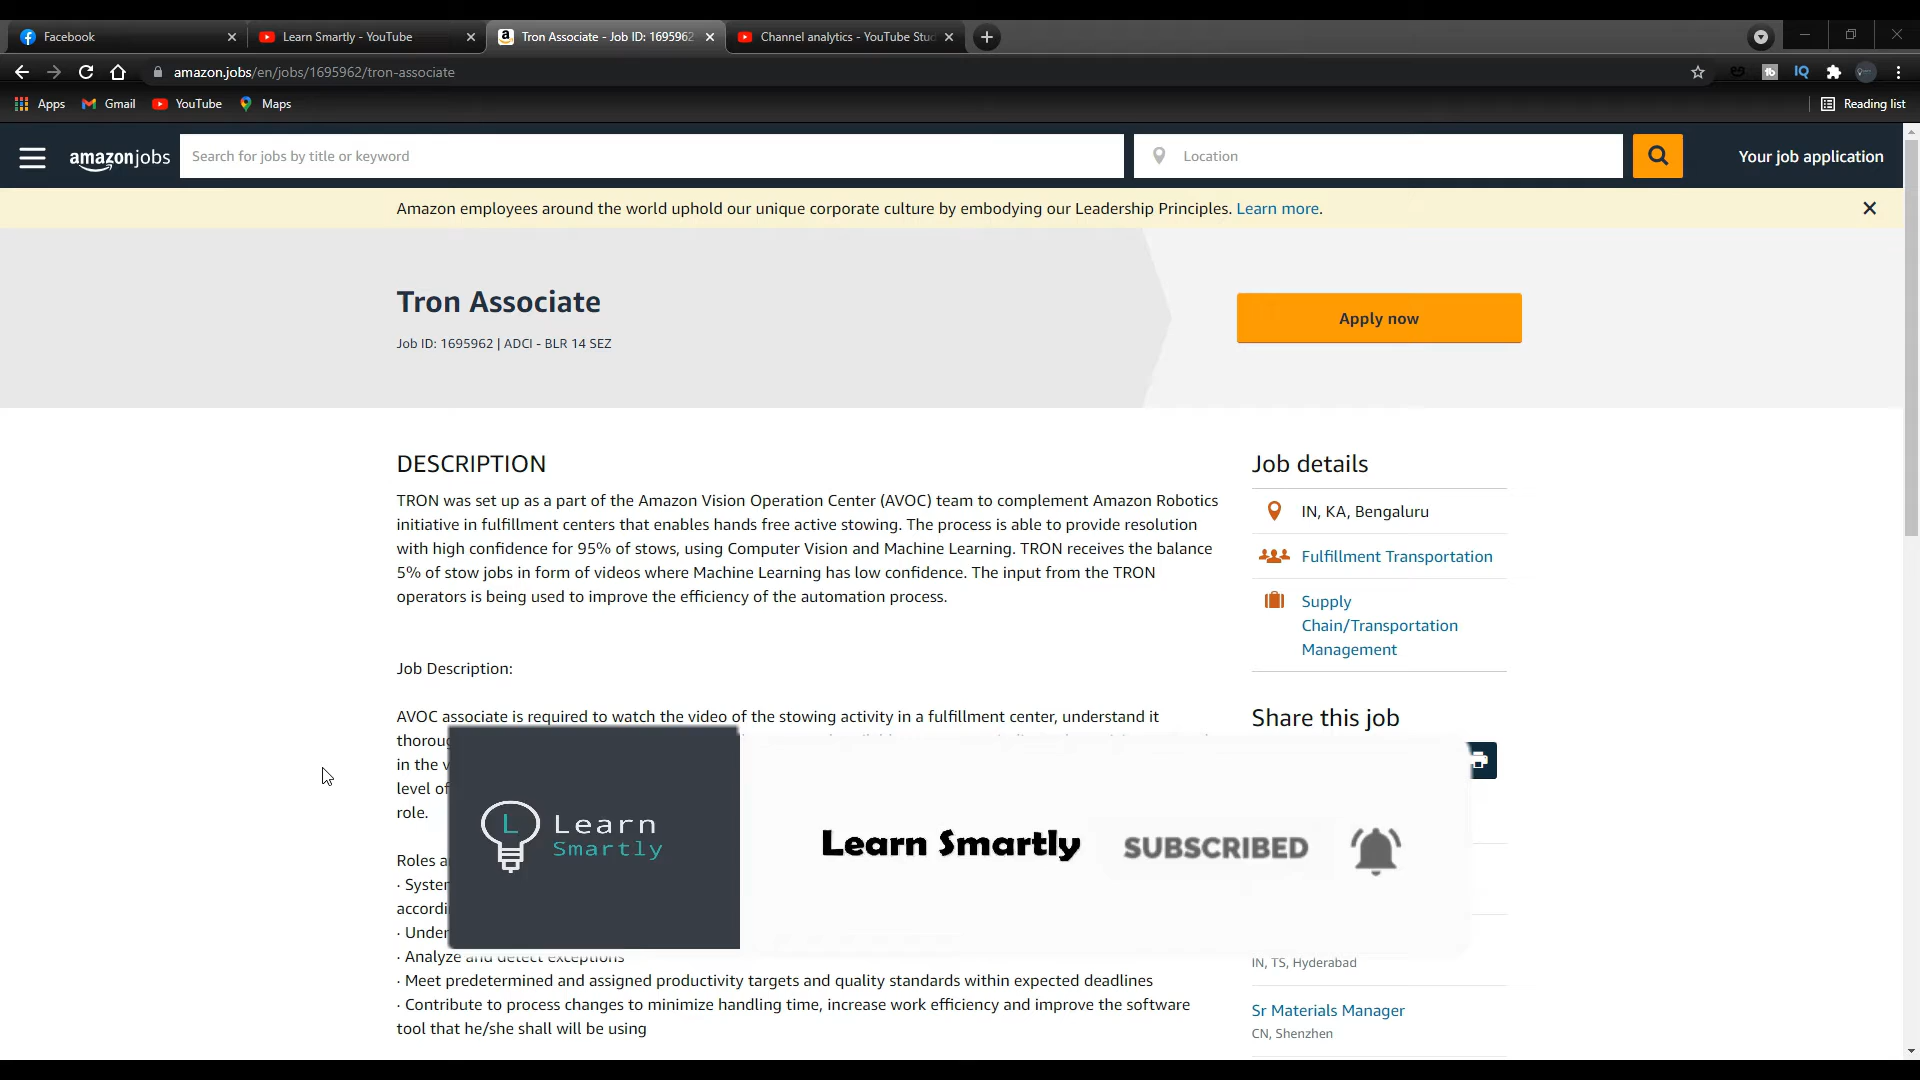 Facebook
Learn Smartly - YouTube
Tron Associate - Job ID: 1695962
Channel analytics - YouTube Stu
amazon.jobs/en/jobs/1695962/tron-associate
Apps
Gmail
YouTube
Maps
Reading list
amazonjobs
Search for jobs by title or keyword
Location
Your job application
Amazon employees around the world uphold our unique corporate culture by embodying our Leadership Principles. Learn more.
Tron Associate
Job ID: 1695962 | ADCI - BLR 14 SEZ
Apply now
DESCRIPTION
TRON was set up as a part of the Amazon Vision Operation Center (AVOC) team to complement Amazon Robotics
initiative in fulfillment centers that enables hands free active stowing. The process is able to provide resolution
with high confidence for 95% of stows, using Computer Vision and Machine Learning. TRON receives the balance
5% of stow jobs in form of videos where Machine Learning has low confidence. The input from the TRON
operators is being used to improve the efficiency of the automation process.
Job Description:
AVOC associate is required to watch the video of the stowing activity in a fulfillment center, understand it
in the
level of
role.
Roles
· Analyze and detect exceptions
· Meet predetermined and assigned productivity targets and quality standards within expected deadlines
· Contribute to process changes to minimize handling time, increase work efficiency and improve the software
tool that he/she shall will be using
Job details
IN, KA, Bengaluru
Fulfillment Transportation
Supply
Chain/Transportation
Management
Share this job
IN, TS, Hyderabad
Sr Materials Manager
CN, Shenzhen
L
Learn
Smartly
Learn Smartly
SUBSCRIBED